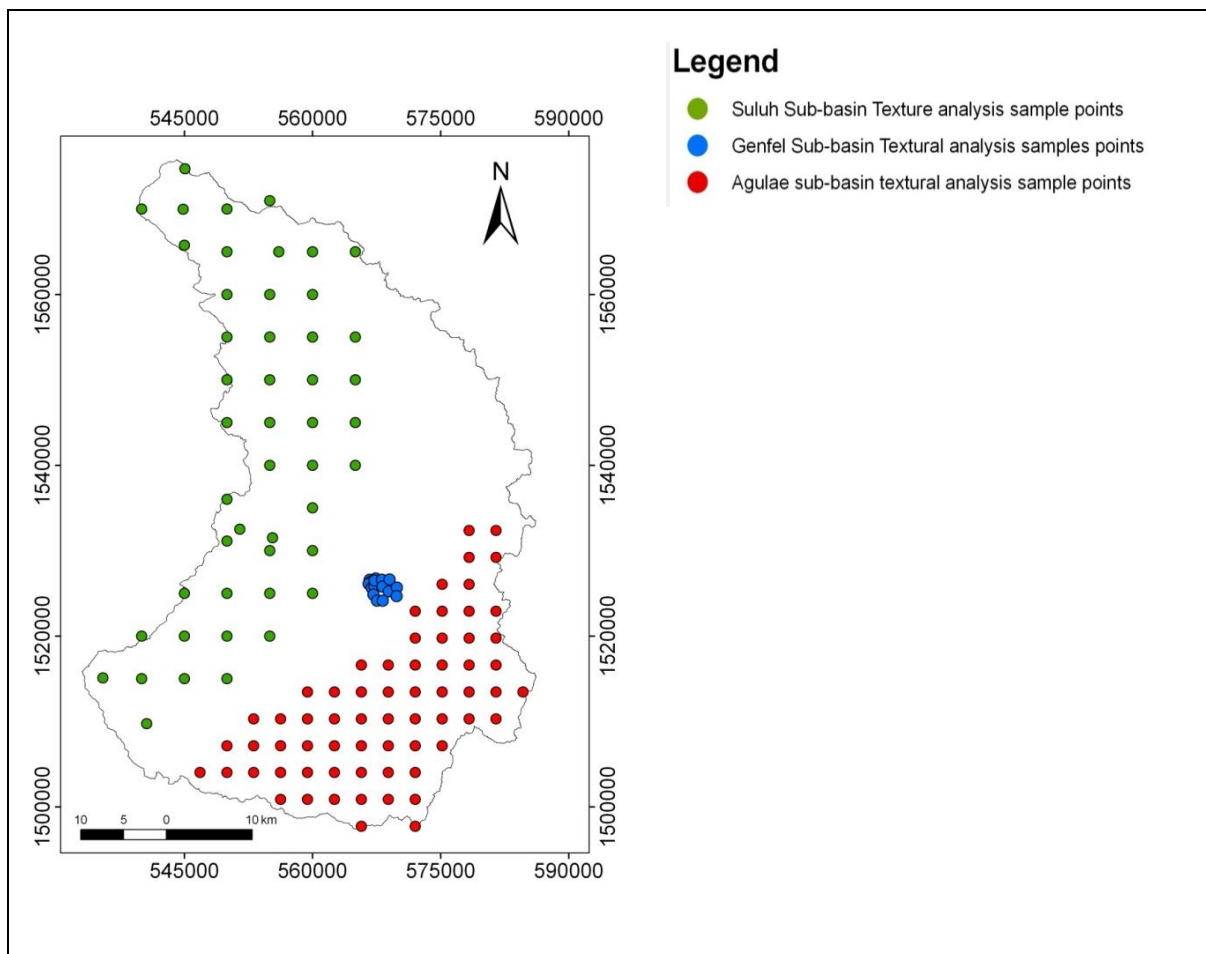 Legend
Suluh Sub-basin Texture analysis sample points
Genfel Sub-basin Textural analysis samples points
Agulae sub-basin textural analysis sample points
545000 560000 575000 590000
N
1560000 1560000
1540000 1540000
1520000 1520000
1500000 1500000
10 5 0 10 km
545000 560000 575000 590000